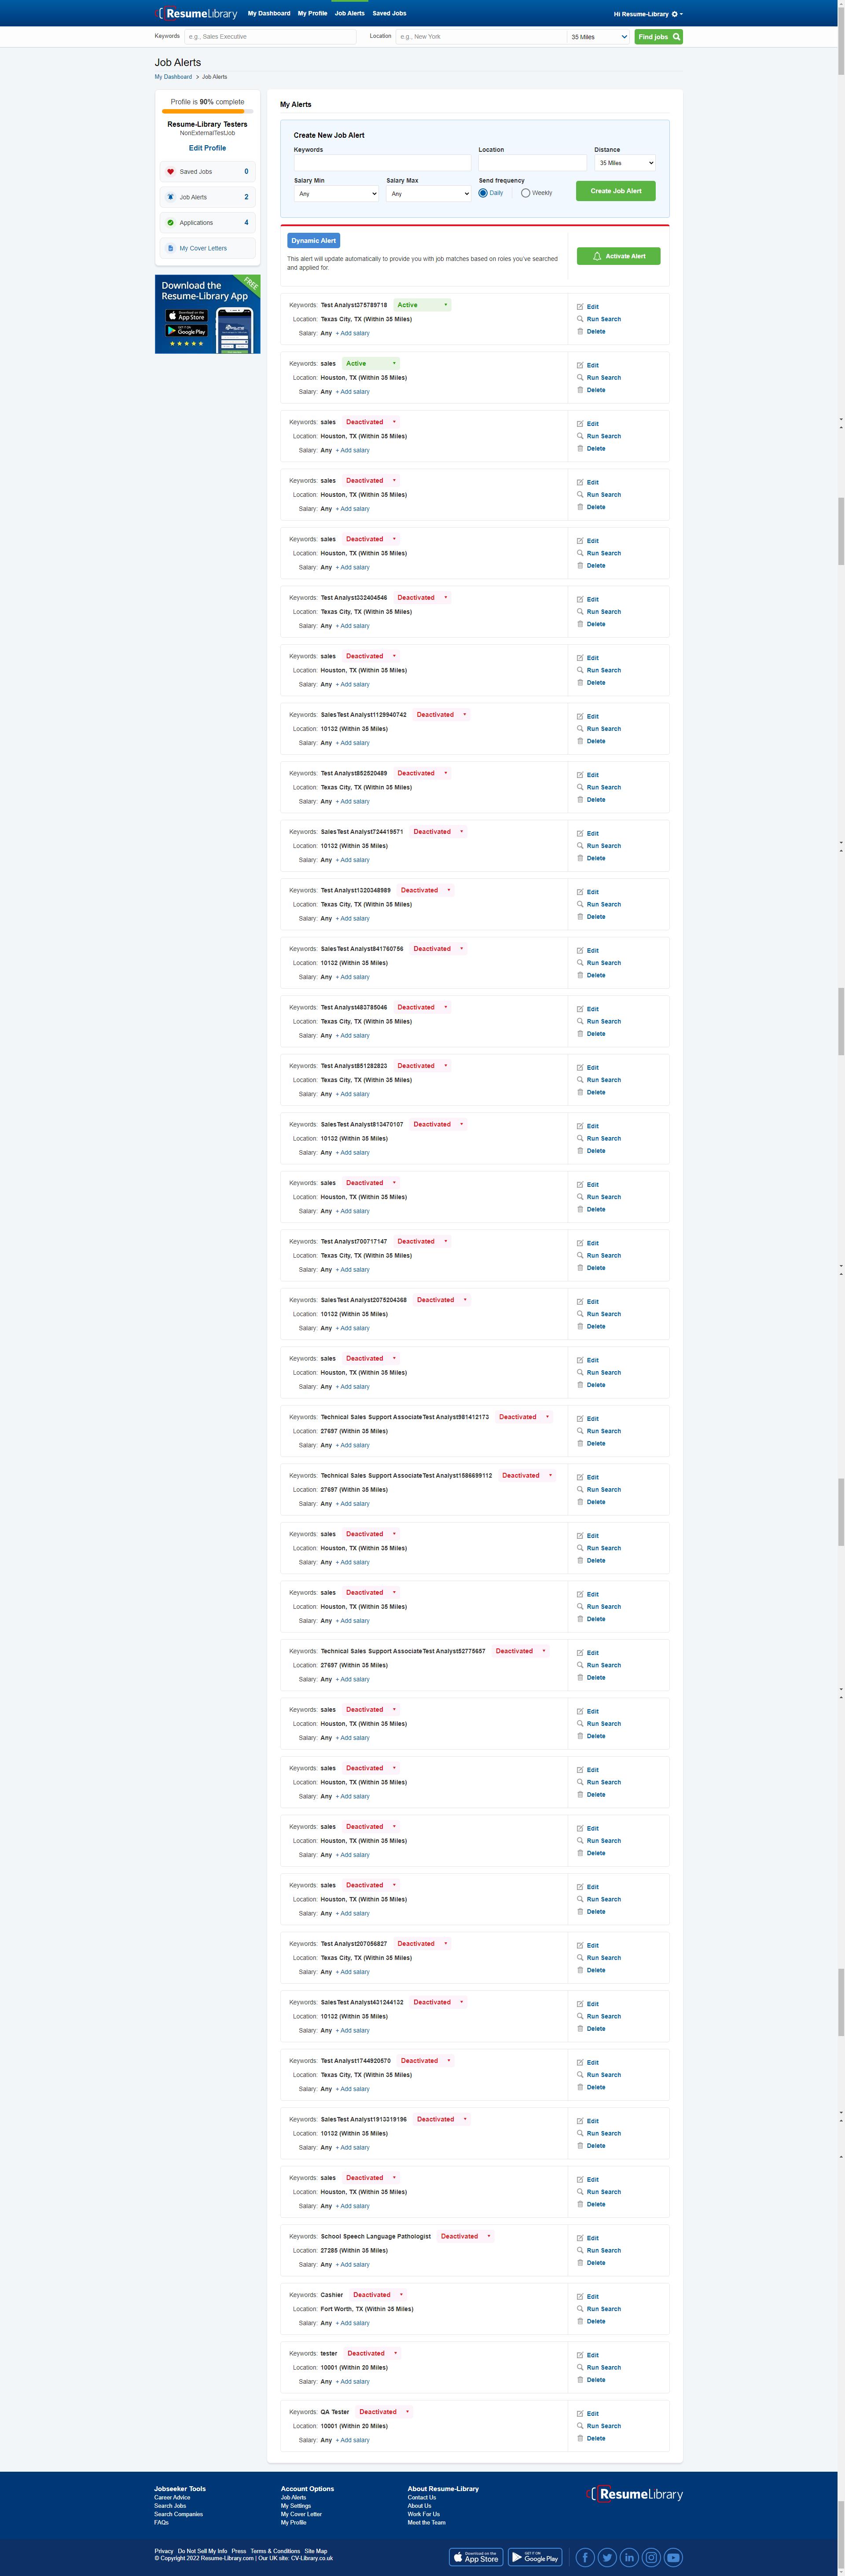 ResumeLibrary My Dashboard My Profile Job Alerts Saved Jobs Hi Resume-Library
Keywords e.g., Sales Executive Location e.g., New York 35 Miles Find jobs
Job Alerts
My Dashboard > Job Alerts
Profile is 90% complete
Resume-Library Testers
NonExternalTestJob
Edit Profile
Saved Jobs 0
Job Alerts 2
Applications 4
My Cover Letters
FREE
Download the
Resume-Library App
Download on the
App Store
GET IT ON
Google Play
My Alerts
Create New Job Alert
Keywords Location Distance
35 Miles
Salary Min Salary Max Send frequency
Any Any Daily Weekly Create Job Alert
Dynamic Alert
This alert will update automatically to provide you with job matches based on roles you've searched
and applied for.
Activate Alert
Keywords: Test Analyst375789718 Active Edit
Location: Texas City, TX (Within 35 Miles) Run Search
Salary: Any + Add salary Delete
Keywords: sales Active Edit
Location: Houston, TX (Within 35 Miles) Run Search
Salary: Any + Add salary Delete
Keywords: sales Deactivated Edit
Location: Houston, TX (Within 35 Miles) Run Search
Salary: Any + Add salary Delete
Keywords: sales Deactivated Edit
Location: Houston, TX (Within 35 Miles) Run Search
Salary: Any + Add salary Delete
Keywords: sales Deactivated Edit
Location: Houston, TX (Within 35 Miles) Run Search
Salary: Any + Add salary Delete
Keywords: Test Analyst332404546 Deactivated Edit
Location: Texas City, TX (Within 35 Miles) Run Search
Salary: Any + Add salary Delete
Keywords: sales Deactivated Edit
Location: Houston, TX (Within 35 Miles) Run Search
Salary: Any + Add salary Delete
Keywords: SalesTest Analyst1129940742 Deactivated Edit
Location: 10132 (Within 35 Miles) Run Search
Salary: Any + Add salary Delete
Keywords: Test Analyst852520489 Deactivated Edit
Location: Texas City, TX (Within 35 Miles) Run Search
Salary: Any + Add salary Delete
Keywords: SalesTest Analyst724419571 Deactivated Edit
Location: 10132 (Within 35 Miles) Run Search
Salary: Any + Add salary Delete
Keywords: Test Analyst1320348989 Deactivated Edit
Location: Texas City, TX (Within 35 Miles) Run Search
Salary: Any + Add salary Delete
Keywords: SalesTest Analyst841760756 Deactivated Edit
Location: 10132 (Within 35 Miles) Run Search
Salary: Any + Add salary Delete
Keywords: Test Analyst483785046 Deactivated Edit
Location: Texas City, TX (Within 35 Miles) Run Search
Salary: Any + Add salary Delete
Keywords: Test Analyst851282823 Deactivated Edit
Location: Texas City, TX (Within 35 Miles) Run Search
Salary: Any + Add salary Delete
Keywords: SalesTest Analyst813470107 Deactivated Edit
Location: 10132 (Within 35 Miles) Run Search
Salary: Any + Add salary Delete
Keywords: sales Deactivated Edit
Location: Houston, TX (Within 35 Miles) Run Search
Salary: Any + Add salary Delete
Keywords: Test Analyst700717147 Deactivated Edit
Location: Texas City, TX (Within 35 Miles) Run Search
Salary: Any + Add salary Delete
Keywords: SalesTest Analyst2075204368 Deactivated Edit
Location: 10132 (Within 35 Miles) Run Search
Salary: Any + Add salary Delete
Keywords: sales Deactivated Edit
Location: Houston, TX (Within 35 Miles) Run Search
Salary: Any + Add salary Delete
Keywords: Technical Sales Support AssociateTest Analyst981412173 Deactivated Edit
Location: 27697 (Within 35 Miles) Run Search
Salary: Any + Add salary Delete
Keywords: Technical Sales Support AssociateTest Analyst1586699112 Deactivated Edit
Location: 27697 (Within 35 Miles) Run Search
Salary: Any + Add salary Delete
Keywords: sales Deactivated Edit
Location: Houston, TX (Within 35 Miles) Run Search
Salary: Any + Add salary Delete
Keywords: sales Deactivated Edit
Location: Houston, TX (Within 35 Miles) Run Search
Salary: Any + Add salary Delete
Keywords: Technical Sales Support AssociateTest Analyst52775657 Deactivated Edit
Location: 27697 (Within 35 Miles) Run Search
Salary: Any + Add salary Delete
Keywords: sales Deactivated Edit
Location: Houston, TX (Within 35 Miles) Run Search
Salary: Any + Add salary Delete
Keywords: sales Deactivated Edit
Location: Houston, TX (Within 35 Miles) Run Search
Salary: Any + Add salary Delete
Keywords: sales Deactivated Edit
Location: Houston, TX (Within 35 Miles) Run Search
Salary: Any + Add salary Delete
Keywords: sales Deactivated Edit
Location: Houston, TX (Within 35 Miles) Run Search
Salary: Any + Add salary Delete
Keywords: Test Analyst207056827 Deactivated Edit
Location: Texas City, TX (Within 35 Miles) Run Search
Salary: Any + Add salary Delete
Keywords: SalesTest Analyst431244132 Deactivated Edit
Location: 10132 (Within 35 Miles) Run Search
Salary: Any + Add salary Delete
Keywords: Test Analyst1744920570 Deactivated Edit
Location: Texas City, TX (Within 35 Miles) Run Search
Salary: Any + Add salary Delete
Keywords: SalesTest Analyst1913319196 Deactivated Edit
Location: 10132 (Within 35 Miles) Run Search
Salary: Any + Add salary Delete
Keywords: sales Deactivated Edit
Location: Houston, TX (Within 35 Miles) Run Search
Salary: Any + Add salary Delete
Keywords: School Speech Language Pathologist Deactivated Edit
Location: 27285 (Within 35 Miles) Run Search
Salary: Any + Add salary Delete
Keywords: Cashier Deactivated Edit
Location: Fort Worth, TX (Within 35 Miles) Run Search
Salary: Any + Add salary Delete
Keywords: tester Deactivated Edit
Location: 10001 (Within 20 Miles) Run Search
Salary: Any + Add salary Delete
Keywords: QA Tester Deactivated Edit
Location: 10001 (Within 20 Miles) Run Search
Salary: Any + Add salary Delete
Jobseeker Tools Account Options About Resume-Library ResumeLibrary
Career Advice Job Alerts Contact Us
Search Jobs My Settings About Us
Search Companies My Cover Letter Work For Us
FAQs My Profile Meet the Team
Privacy Do Not Sell My Info Press Terms & Conditions Site Map
© Copyright 2022 Resume-Library.com | Our UK site: CV-Library.co.uk
Download on the
App Store
GET IT ON
Google Play